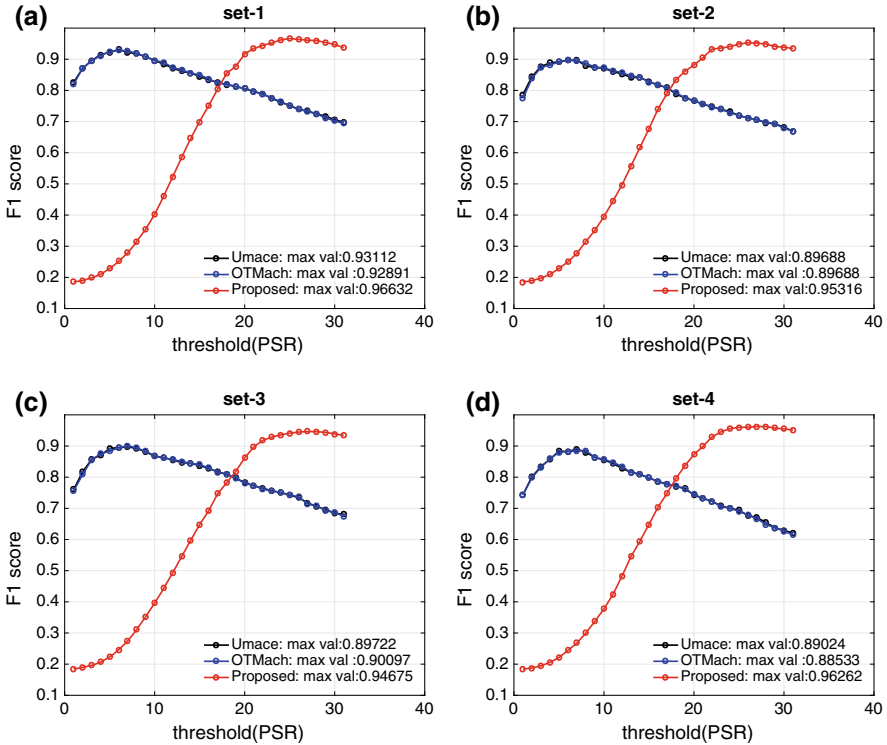 (a)
set-1
F1 score
0.9
0.8
0.7
0.6
0.5
0.4
0.3
0.2
0.1
Umace: max val:0.93112
OTMach: max val :0.92891
Proposed: max val:0.96632
0 10 20 30 40
threshold(PSR)
(b)
set-2
F1 score
0.9
0.8
0.7
0.6
0.5
0.4
0.3
0.2
0.1
Umace: max val:0.89688
OTMach: max val :0.89688
Proposed: max val:0.95316
0 10 20 30 40
threshold(PSR)
(c)
set-3
F1 score
0.9
0.8
0.7
0.6
0.5
0.4
0.3
0.2
0.1
Umace: max val:0.89722
OTMach: max val :0.90097
Proposed: max val:0.94675
0 10 20 30 40
threshold(PSR)
(d)
set-4
F1 score
0.9
0.8
0.7
0.6
0.5
0.4
0.3
0.2
0.1
Umace: max val:0.89024
OTMach: max val :0.88533
Proposed: max val:0.96262
0 10 20 30 40
threshold(PSR)